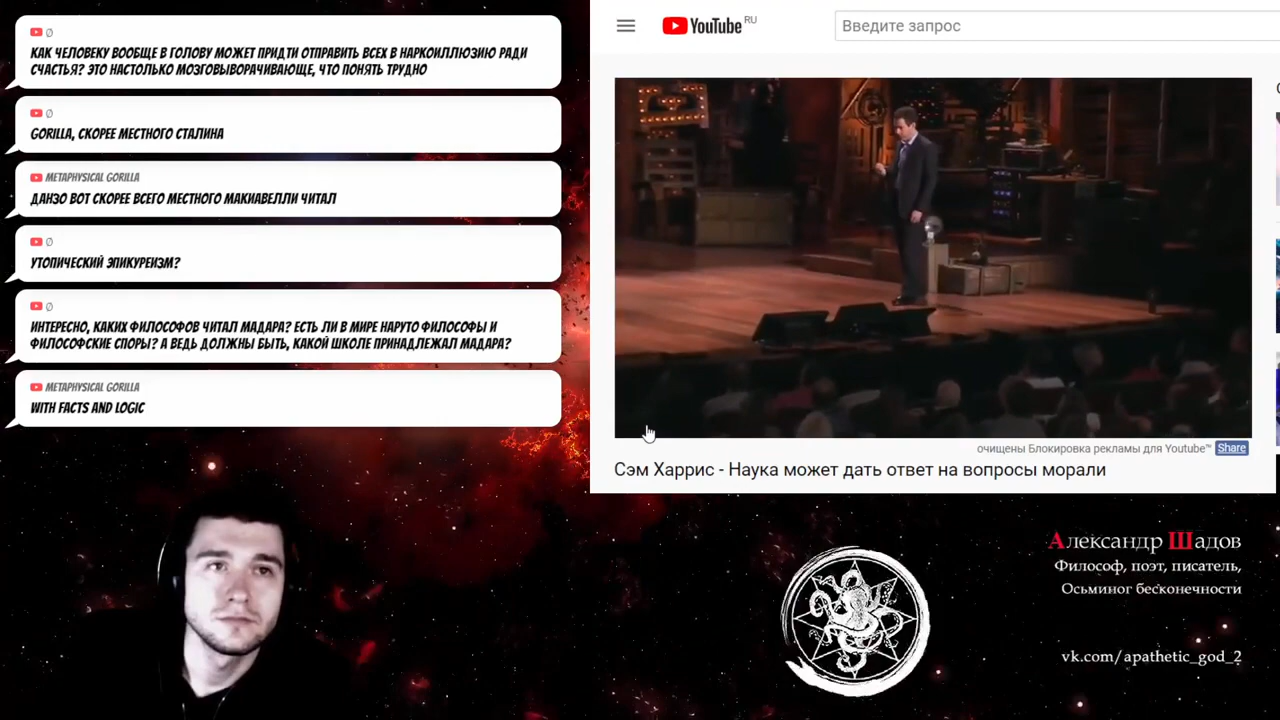 Ø
КАК ЧЕЛОВЕКУ ВООБЩЕ В ГОЛОВУ МОЖЕТ ПРИДТИ ОТПРАВИТЬ ВСЕХ В НАРКОИЛЛЮЗИЮ РАДИ
СЧАСТЬЯ? ЭТО НАСТОЛЬКО МОЗГОВЫВОРАЧИВАЮЩЕ, ЧТО ПОНЯТЬ ТРУДНО
Ø
GORILLA, СКОРЕЕ МЕСТНОГО СТАЛИНА
METAPHYSICAL GORILLA
ДАНЗО ВОТ СКОРЕЕ ВСЕГО МЕСТНОГО МАКИАВЕЛЛИ ЧИТАЛ
Ø
УТОПИЧЕСКИЙ ЭПИКУРЕИЗМ?
Ø
ИНТЕРЕСНО, КАКИХ ФИЛОСОФОВ ЧИТАЛ МАДАРА? ЕСТЬ ЛИ В МИРЕ НАРУТО ФИЛОСОФЫ И
ФИЛОСОФСКИЕ СПОРЫ? А ВЕДЬ ДОЛЖНЫ БЫТЬ, КАКОЙ ШКОЛЕ ПРИНАДЛЕЖАЛ МАДАРА?
METAPHYSICAL GORILLA
WITH FACTS AND LOGIC
YouTube RU
Введите запрос
очищены Блокировка рекламы для Youtube™ Share
Сэм Харрис - Наука может дать ответ на вопросы морали
Александр Шадов
Философ, поэт, писатель,
Осьминог бесконечности
vk.com/apathetic_god_2